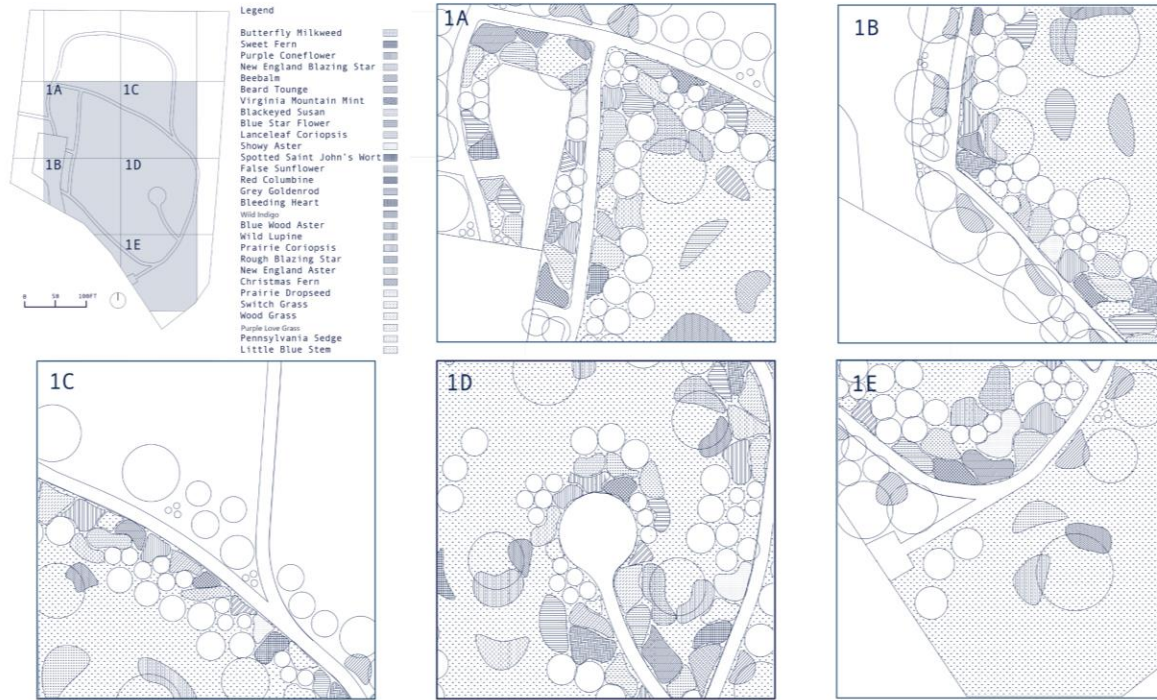 Legend
Butterfly Milkweed
Sweet Fern
Purple Coneflower
New England Blazing Star
Beebalm
Beard Tounge
Virginia Mountain Mint
Blackeyed Susan
Blue Star Flower
Lanceleaf Coriopsis
Showy Aster
Spotted Saint John's Wort
False Sunflower
Red Columbine
Grey Goldenrod
Bleeding Heart
Wild Indigo
Blue Wood Aster
Wild Lupine
Prairie Coriopsis
Rough Blazing Star
New England Aster
Christmas Fern
Prairie Dropseed
Switch Grass
Wood Grass
Purple Love Grass
Pennsylvania Sedge
Little Blue Stem
1A 1C
1B 1D
1E
0 50 100FT
1A
1B
1C
1D
1E